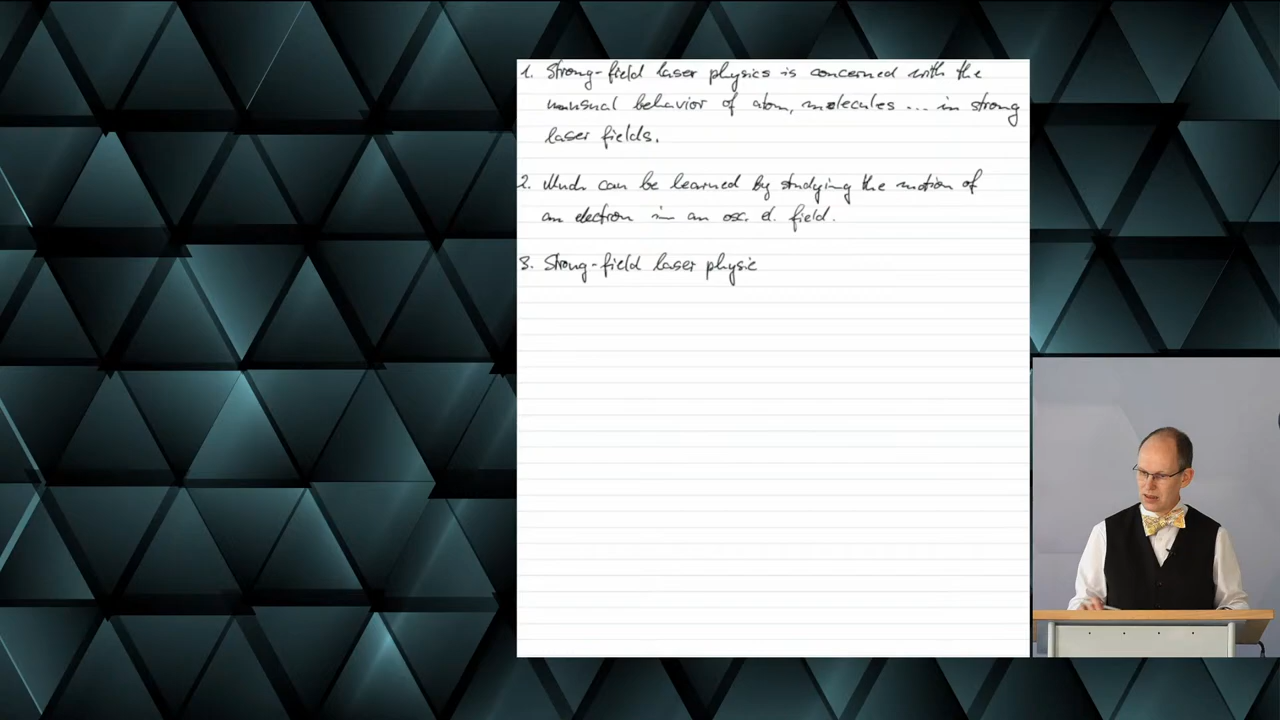 1. Strong-field laser physics is concerned with the
unusual behavior of atom, molecules ... in strong
laser fields.
2. Much can be learned by studying the motion of
an electron in an osc. el. field.
3. Strong-field laser physic